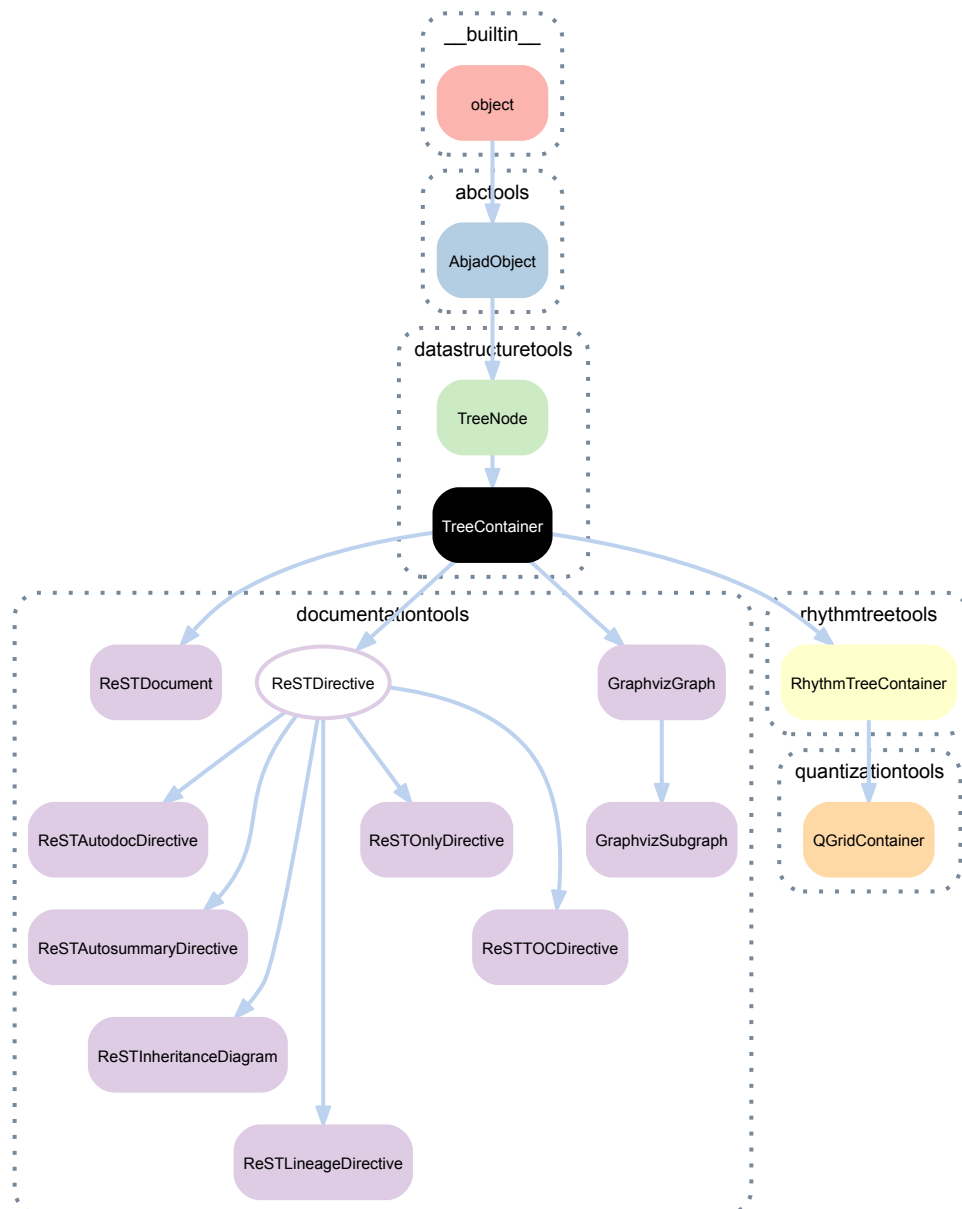 __builtin__
object
abctools
AbjadObject
datastructuretools
TreeNode
TreeContainer
documentationtools
rhythmtreetools
ReSTDocument
ReSTDirective
GraphvizGraph
RhythmTreeContainer
quantizationtools
ReSTAutodocDirective
ReSTOnlyDirective
GraphvizSubgraph
QGridContainer
ReSTAutosummaryDirective
ReSTTOCDirective
ReSTInheritanceDiagram
ReSTLineageDirective